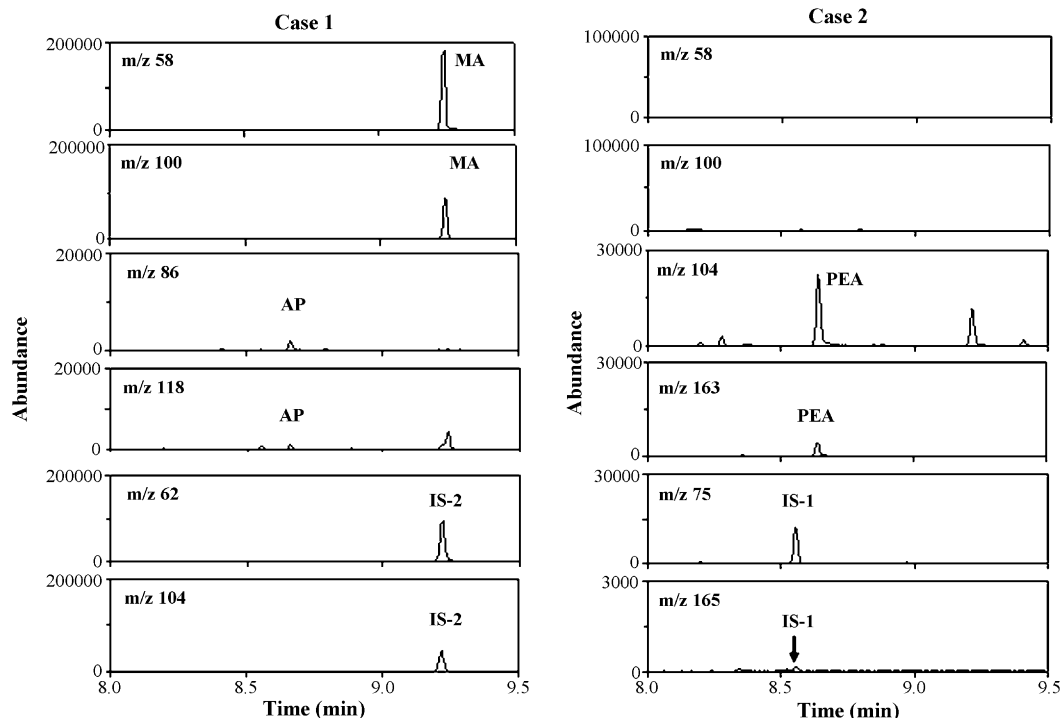 Case 1
200000
m/z 58
MA
0
200000
m/z 100
MA
0
20000
m/z 86
AP
0
20000
m/z 118
AP
0
200000
m/z 62
IS-2
0
200000
m/z 104
IS-2
0
8.0 8.5 9.0 9.5
Time (min)
Abundance
Case 2
100000
m/z 58
0
100000
m/z 100
0
30000
m/z 104
PEA
0
30000
m/z 163
PEA
0
30000
m/z 75
IS-1
0
3000
m/z 165
IS-1
0
8.0 8.5 9.0 9.5
Time (min)
Abundance